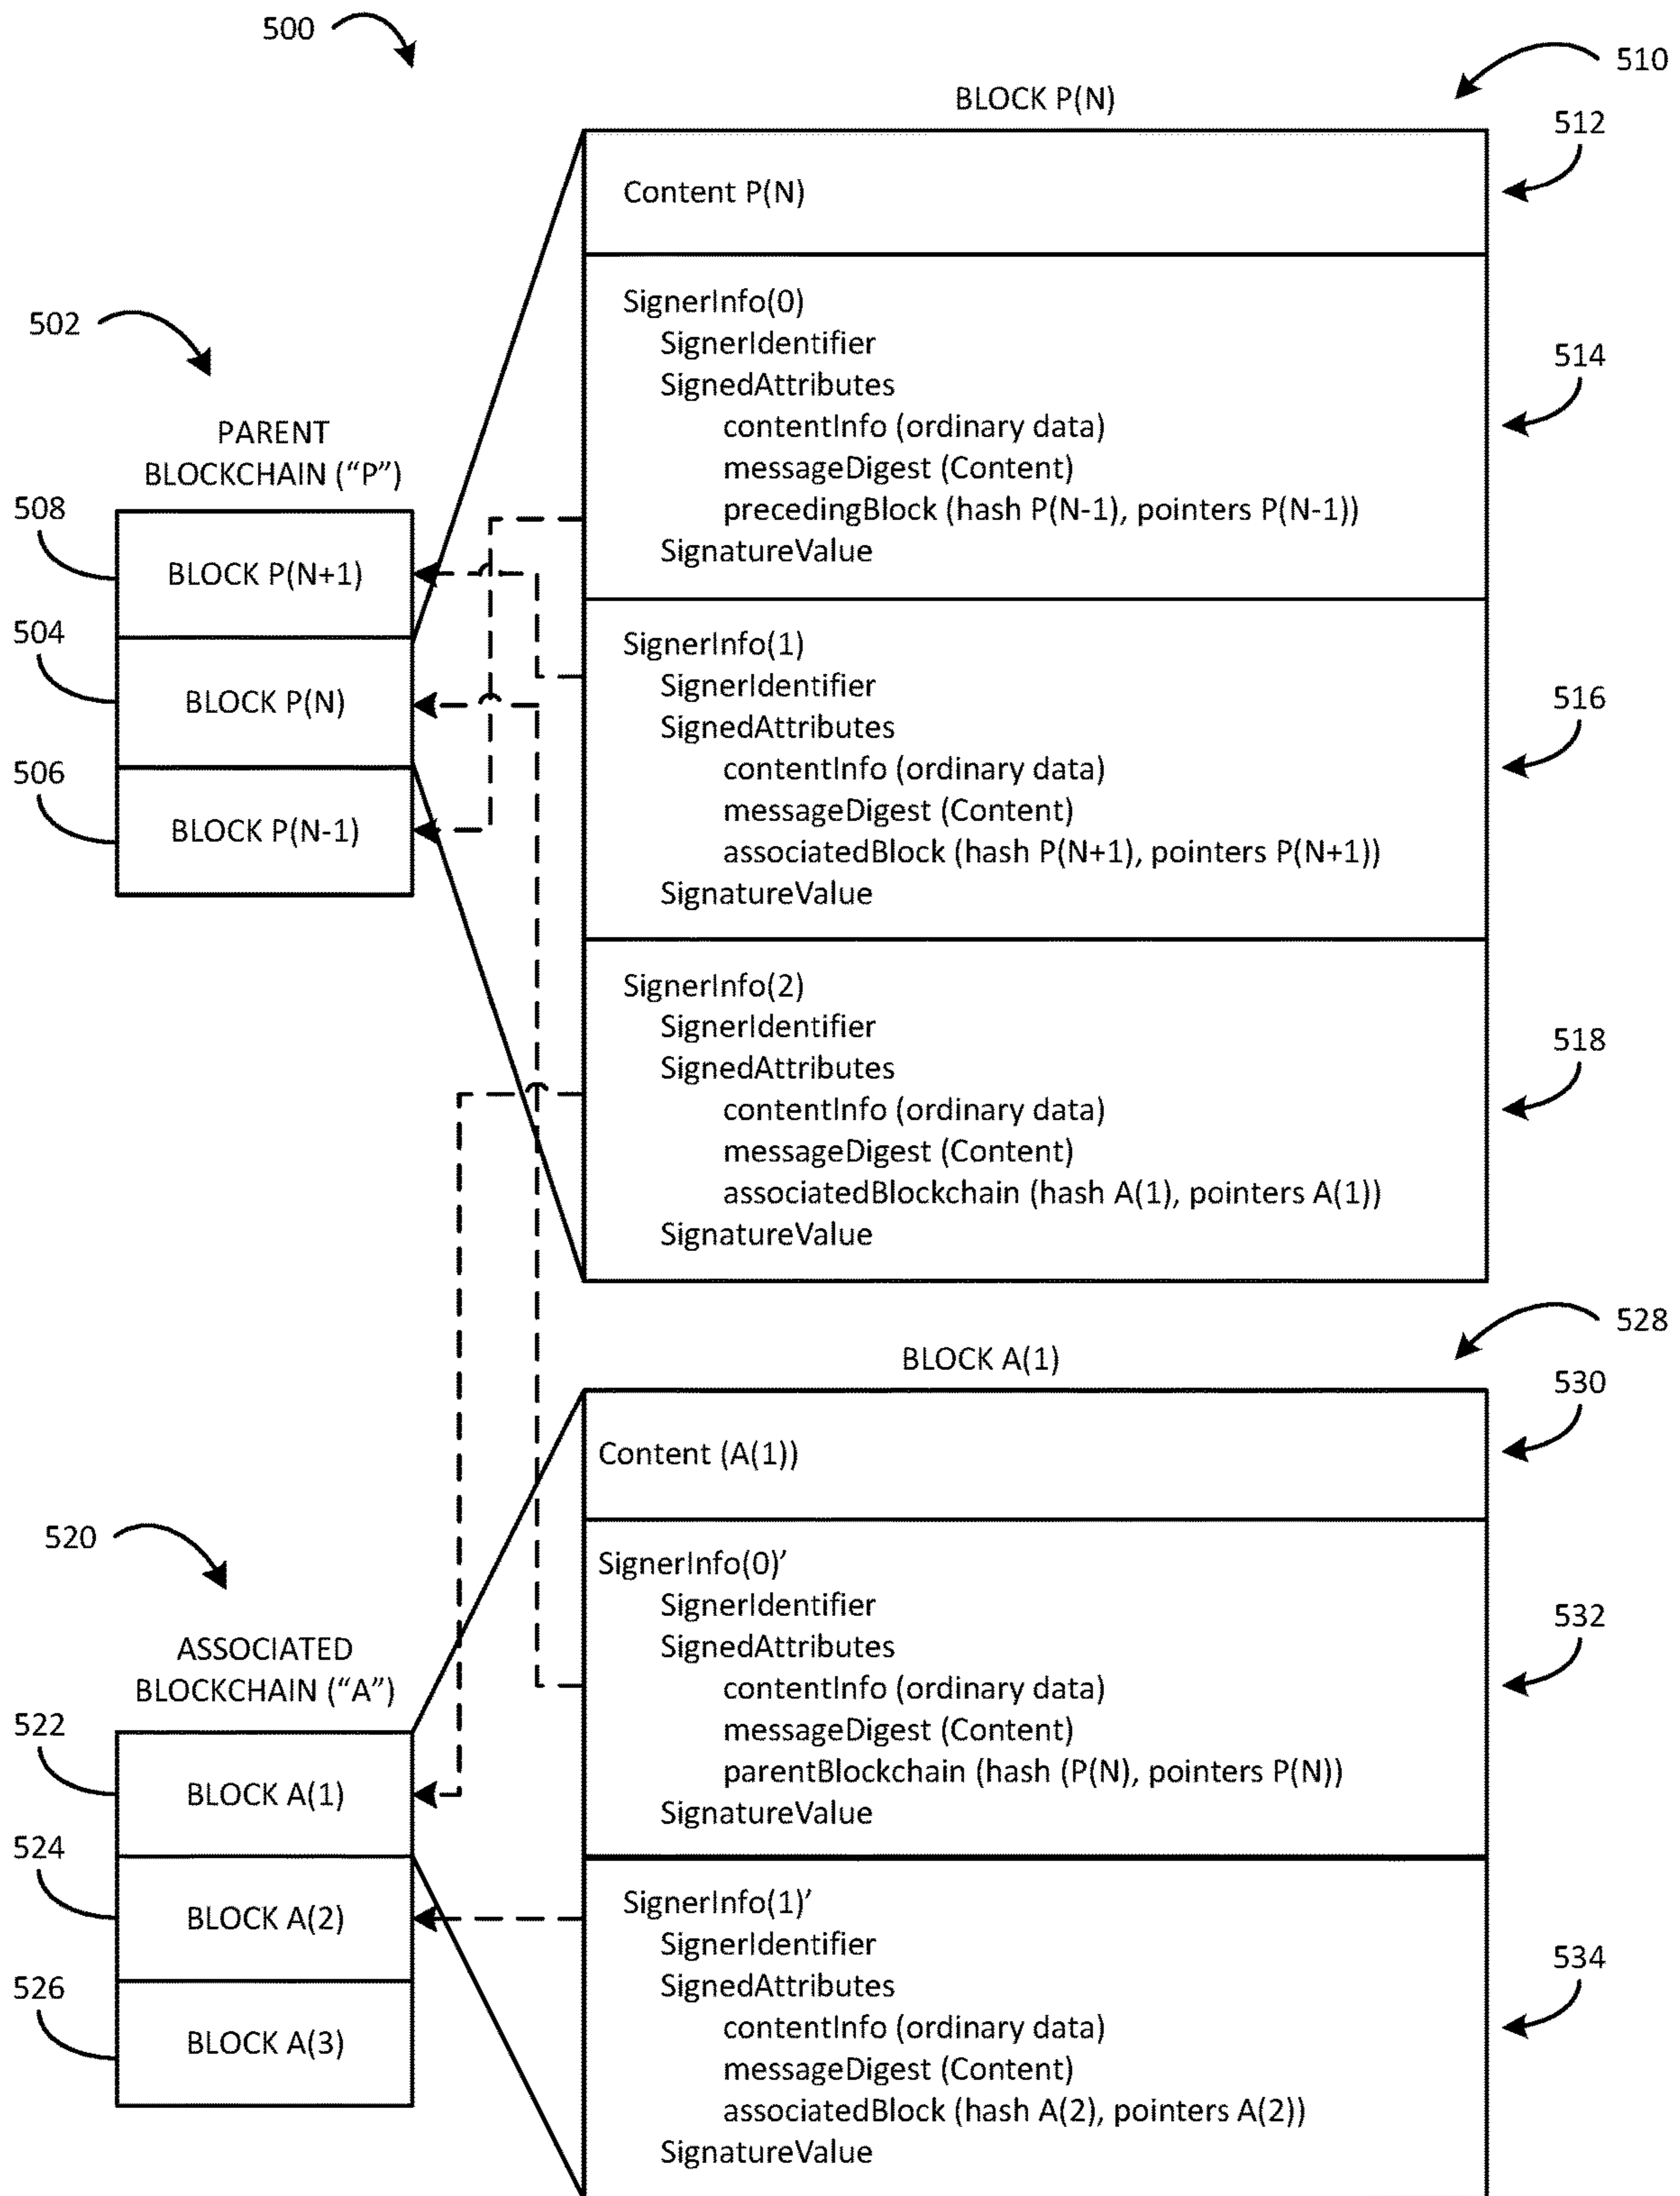 500
510
BLOCK P(N)
512
Content P(N)
502
SignerInfo(0)
SignerIdentifier
SignedAttributes
contentInfo (ordinary data)
messageDigest (Content)
precedingBlock (hash P(N-1), pointers P(N-1))
SignatureValue
514
PARENT
BLOCKCHAIN (“P”)
508
BLOCK P(N+1)
504
BLOCK P(N)
506
BLOCK P(N-1)
SignerInfo(1)
SignerIdentifier
SignedAttributes
contentInfo (ordinary data)
messageDigest (Content)
associatedBlock (hash P(N+1), pointers P(N+1))
SignatureValue
516
SignerInfo(2)
SignerIdentifier
SignedAttributes
contentInfo (ordinary data)
messageDigest (Content)
associatedBlockchain (hash A(1), pointers A(1))
SignatureValue
518
528
BLOCK A(1)
530
Content (A(1))
520
SignerInfo(0)’
SignerIdentifier
SignedAttributes
contentInfo (ordinary data)
messageDigest (Content)
parentBlockchain (hash (P(N), pointers P(N))
SignatureValue
532
ASSOCIATED
BLOCKCHAIN (“A”)
522
BLOCK A(1)
524
BLOCK A(2)
526
BLOCK A(3)
SignerInfo(1)’
SignerIdentifier
SignedAttributes
contentInfo (ordinary data)
messageDigest (Content)
associatedBlock (hash A(2), pointers A(2))
SignatureValue
534